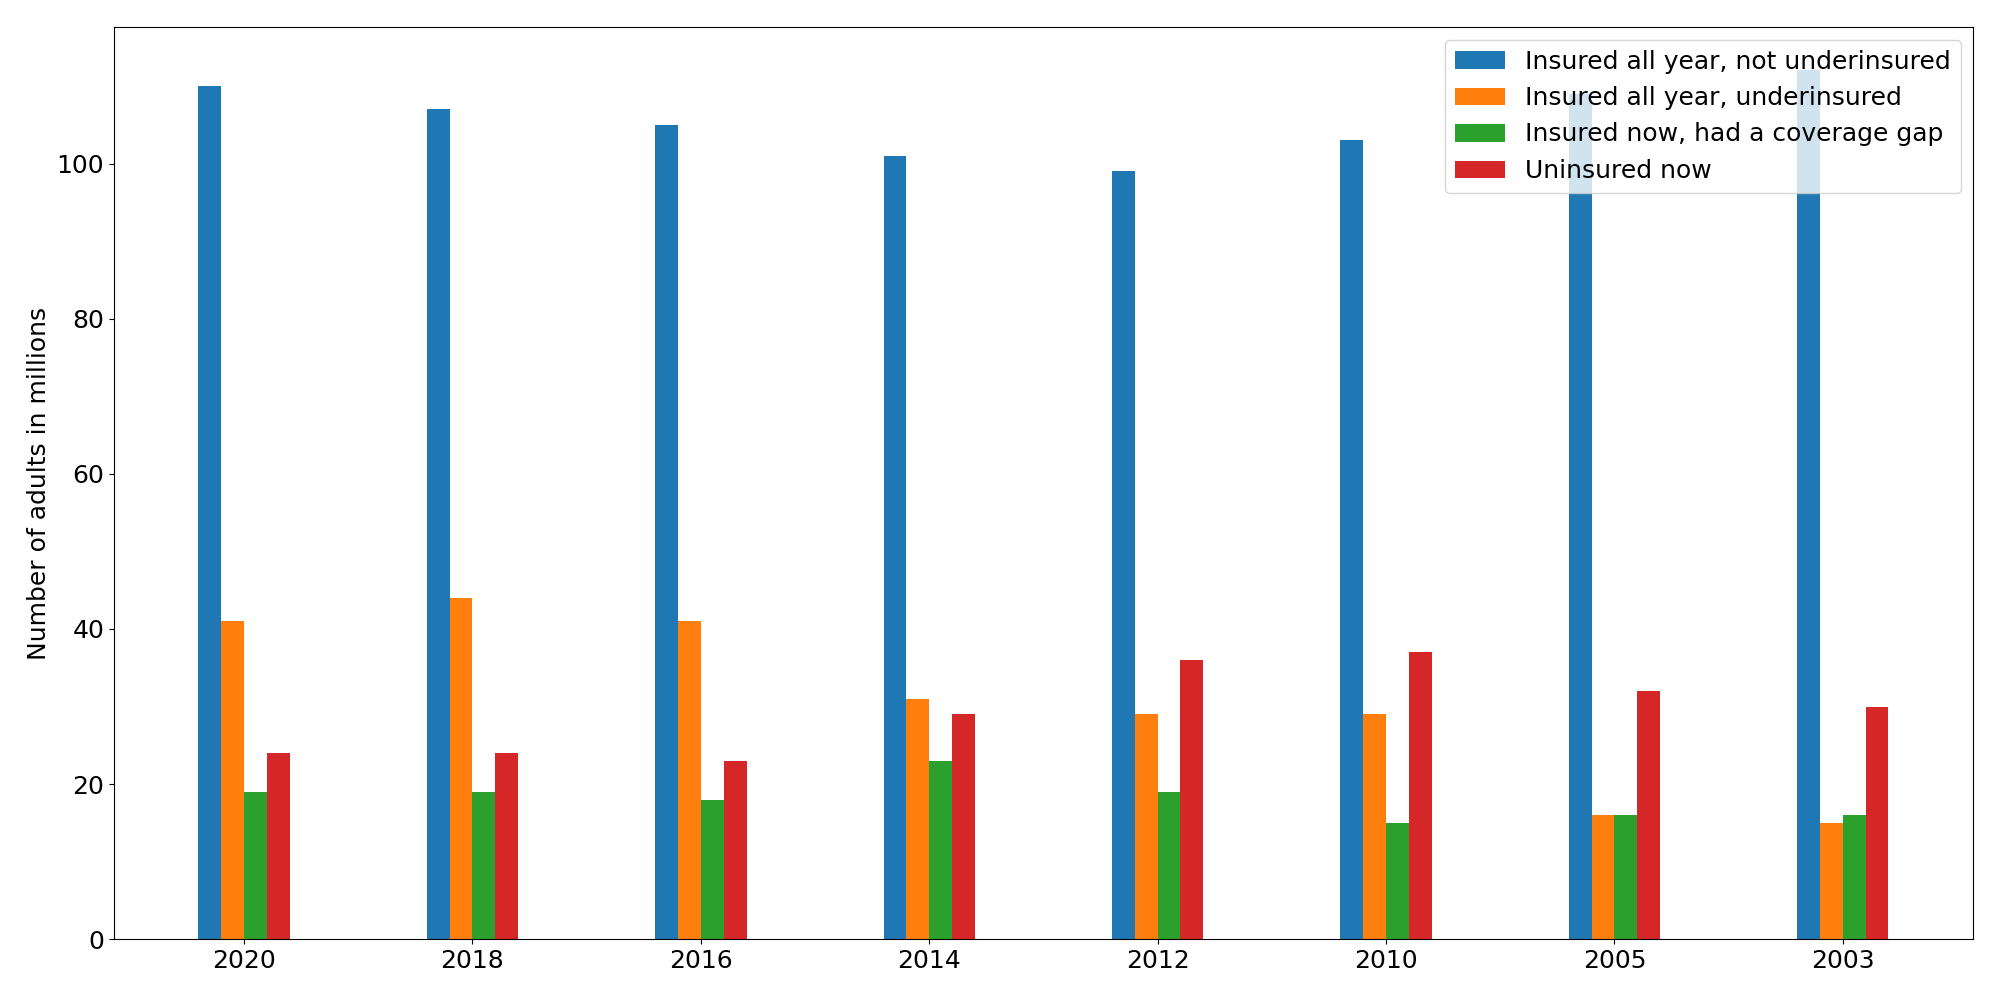 Insured all year, not underinsured
Insured all year, underinsured
Insured now, had a coverage gap
Uninsured now
Number of adults in millions
100
80
60
40
20
0
2020 2018 2016 2014 2012 2010 2005 2003